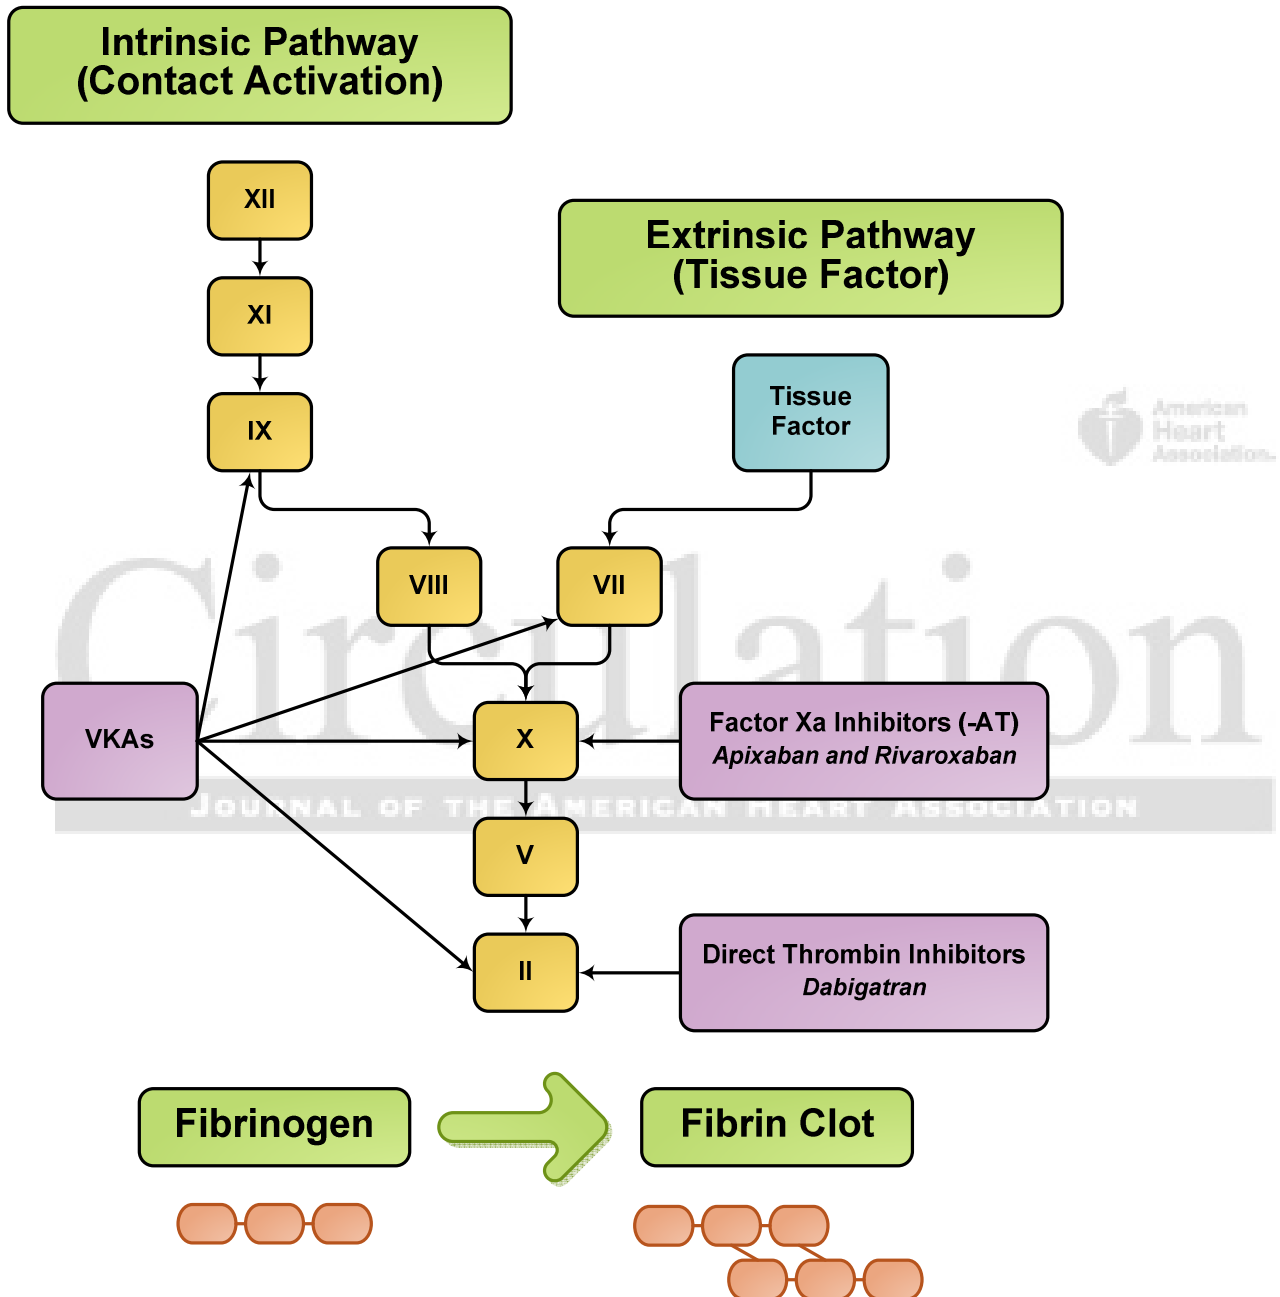 Intrinsic Pathway
(Contact Activation)
XII
Extrinsic Pathway
(Tissue Factor)
XI
Tissue
Factor
IX
American
Heart
Association
VIII
VII
Circulation
VKAs
X
Factor Xa Inhibitors (-AT)
Apixaban and Rivaroxaban
JOURNAL OF THE AMERICAN HEART ASSOCIATION
V
II
Direct Thrombin Inhibitors
Dabigatran
Fibrinogen
Fibrin Clot